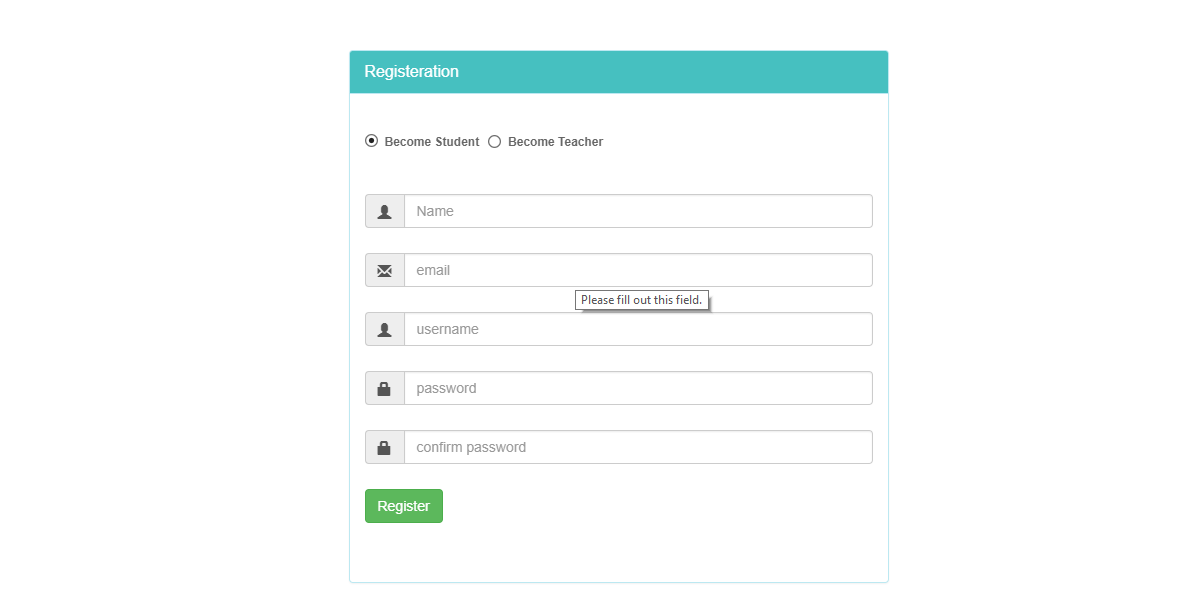 Registeration
Become Student Become Teacher
Name
email
Please fill out this field.
username
password
confirm password
Register